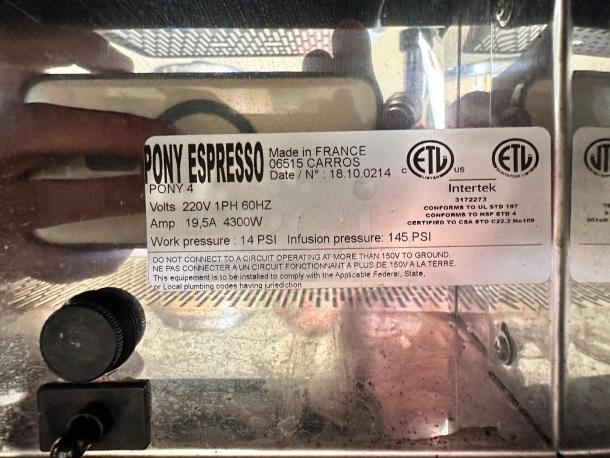 PONY ESPRESSO
Made in FRANCE
06515 CARROS
Date / N° : 18.10.0214
PONY 4
Volts 220V 1PH 60HZ
Amp 19,5A 4300W
Work pressure : 14 PSI Infusion pressure: 145 PSI
DO NOT CONNECT TO A CIRCUIT OPERATING AT MORE THAN 150V TO GROUND.
NE PAS CONNECTER A UN CIRCUIT FONCTIONNANT A PLUS DE 150V A LA TERRE.
This equipement is to be installed to comply with the Applicable Federal, State,
or Local plumbing codes having jurisdiction
C ETL US ETL
Intertek
3172273
CONFORMS TO UL STD 197
CONFORMS TO NSF STD 4
CERTIFIED TO CSA STD C22.2 No109